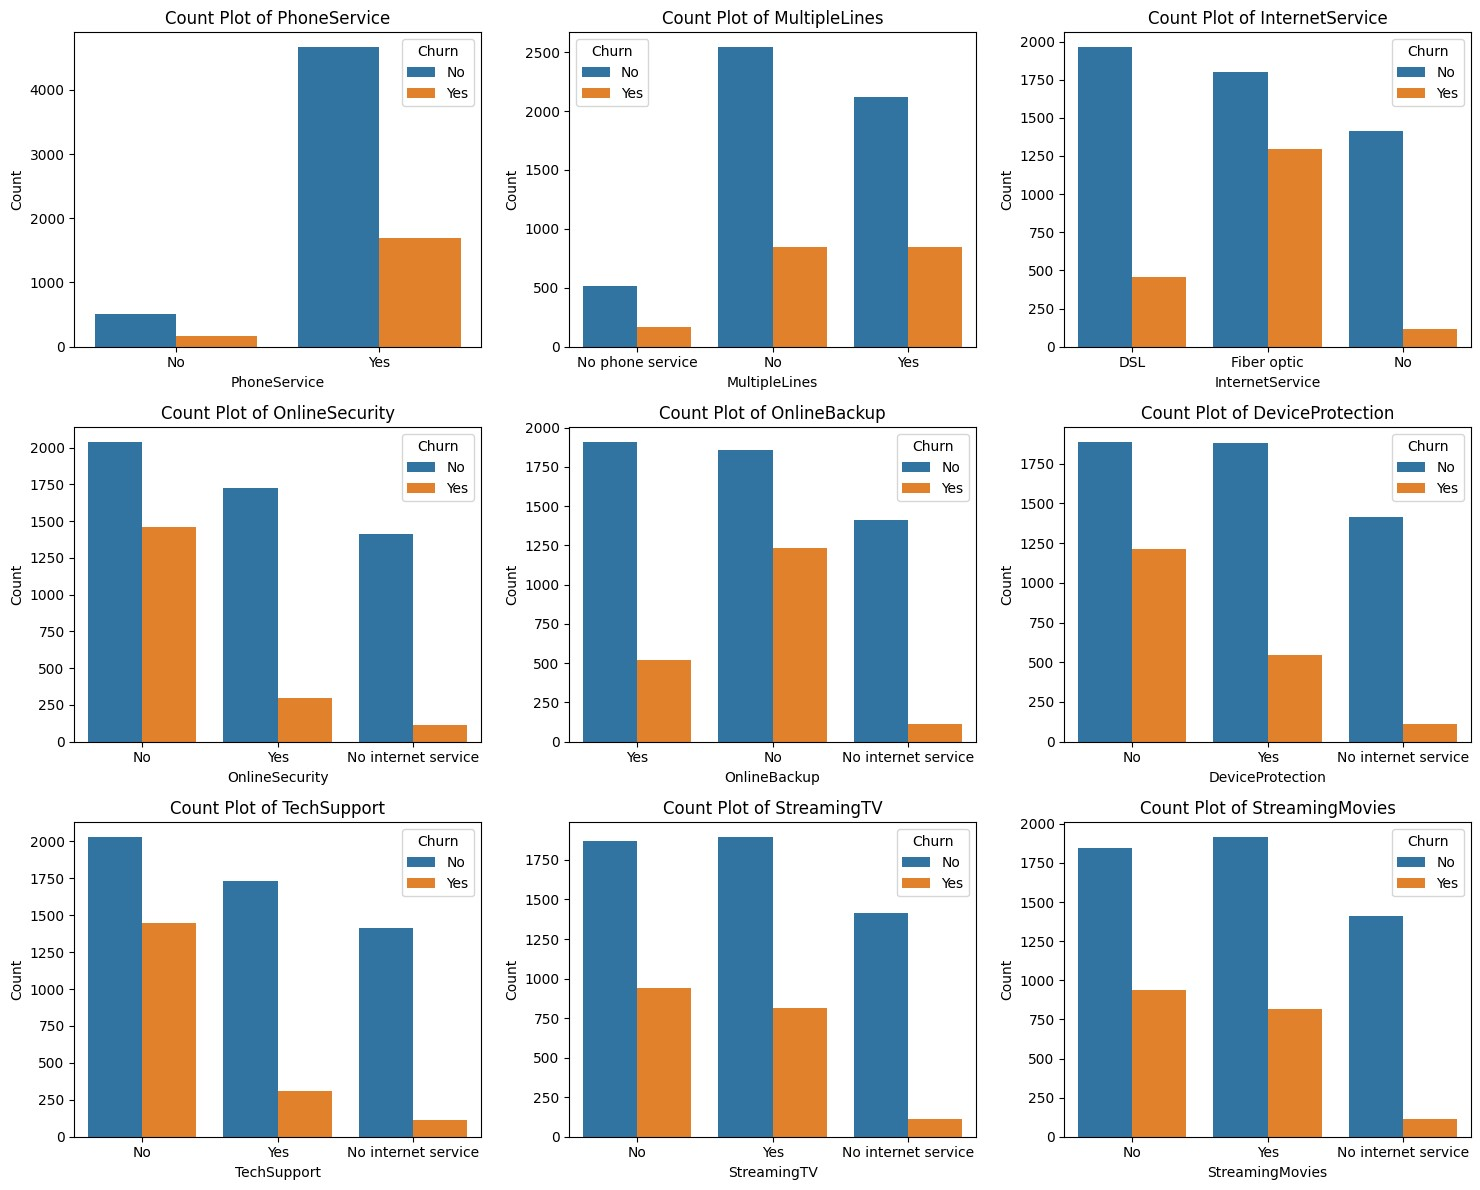 Count Plot of PhoneService
Churn
No
Yes
4000
3000
2000
1000
0
Count
No Yes
PhoneService
Count Plot of MultipleLines
Churn
No
Yes
2500
2000
1500
1000
500
0
Count
No phone service No Yes
MultipleLines
Count Plot of InternetService
Churn
No
Yes
2000
1750
1500
1250
1000
750
500
250
0
Count
DSL Fiber optic No
InternetService
Count Plot of OnlineSecurity
Churn
No
Yes
2000
1750
1500
1250
1000
750
500
250
0
Count
No Yes No internet service
OnlineSecurity
Count Plot of OnlineBackup
Churn
No
Yes
2000
1750
1500
1250
1000
750
500
250
0
Count
Yes No No internet service
OnlineBackup
Count Plot of DeviceProtection
Churn
No
Yes
1750
1500
1250
1000
750
500
250
0
Count
No Yes No internet service
DeviceProtection
Count Plot of TechSupport
Churn
No
Yes
2000
1750
1500
1250
1000
750
500
250
0
Count
No Yes No internet service
TechSupport
Count Plot of StreamingTV
Churn
No
Yes
1750
1500
1250
1000
750
500
250
0
Count
No Yes No internet service
StreamingTV
Count Plot of StreamingMovies
Churn
No
Yes
2000
1750
1500
1250
1000
750
500
250
0
Count
No Yes No internet service
StreamingMovies